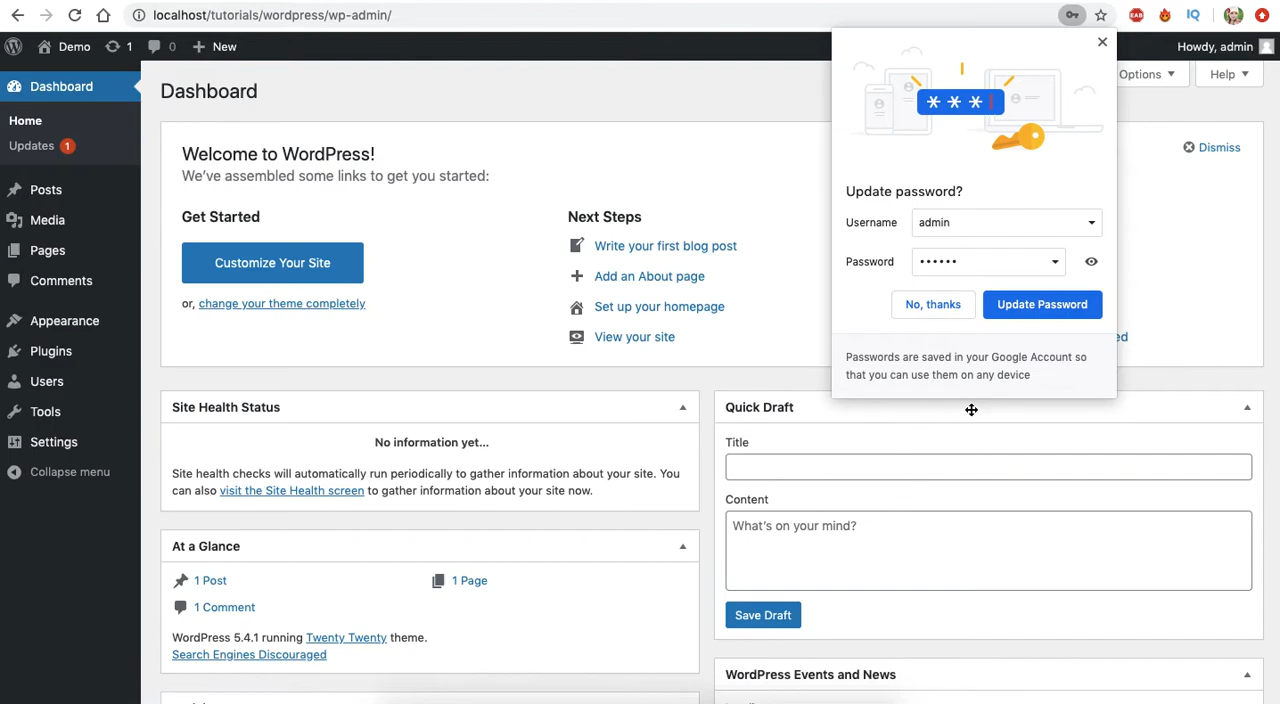 localhost/tutorials/wordpress/wp-admin/
EAB
IQ
Demo
1
0
New
Howdy, admin
Dashboard
Home
Updates 1
Posts
Media
Pages
Comments
Appearance
Plugins
Users
Tools
Settings
Collapse menu
Dashboard
Options
Help
Welcome to WordPress!
We've assembled some links to get you started:
Dismiss
Get Started
Customize Your Site
or, change your theme completely
Next Steps
Write your first blog post
Add an About page
Set up your homepage
View your site
* * *
Update password?
Username admin
Password ••••••
No, thanks
Update Password
Passwords are saved in your Google Account so
that you can use them on any device
Site Health Status
No information yet...
Site health checks will automatically run periodically to gather information about your site. You
can also visit the Site Health screen to gather information about your site now.
At a Glance
1 Post
1 Page
1 Comment
WordPress 5.4.1 running Twenty Twenty theme.
Search Engines Discouraged
Quick Draft
Title
Content
What's on your mind?
Save Draft
WordPress Events and News